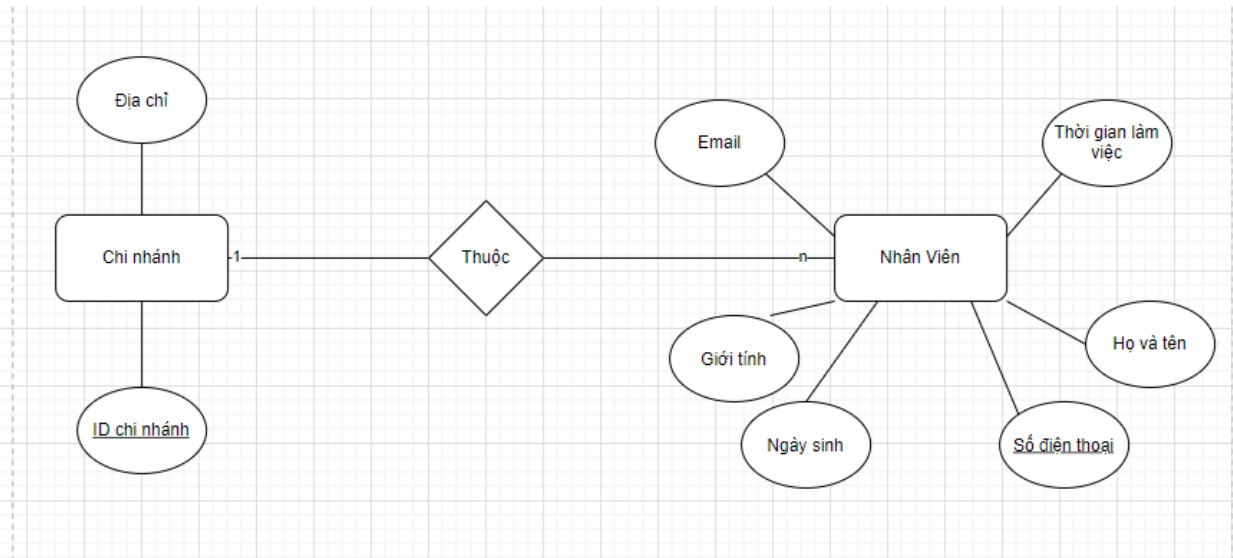 Địa chỉ
Email
Thời gian làm
việc
Chi nhánh
1
Thuộc
n
Nhân Viên
Giới tính
Họ và tên
ID chi nhánh
Ngày sinh
Số điện thoại